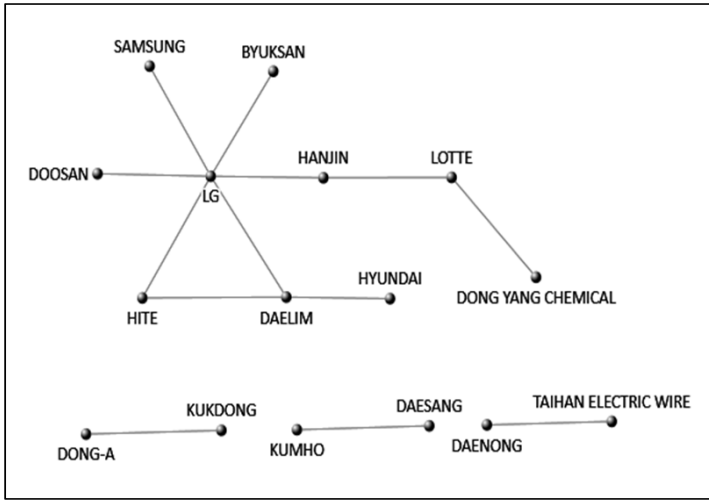 SAMSUNG
BYUKSAN
DOOSAN
LG
HANJIN
LOTTE
HITE
DAELIM
HYUNDAI
DONG YANG CHEMICAL
DONG-A
KUKDONG
KUMHO
DAESANG
DAENONG
TAIHAN ELECTRIC WIRE